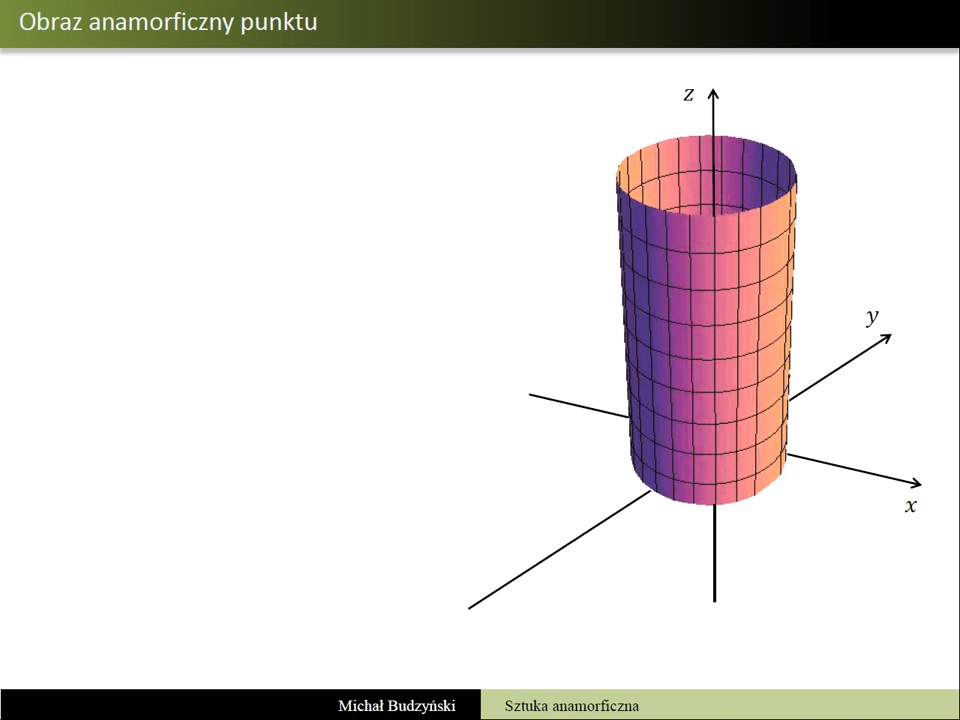 Obraz anamorficzny punktu
z
y
x
Michał Budzyński
Sztuka anamorficzna